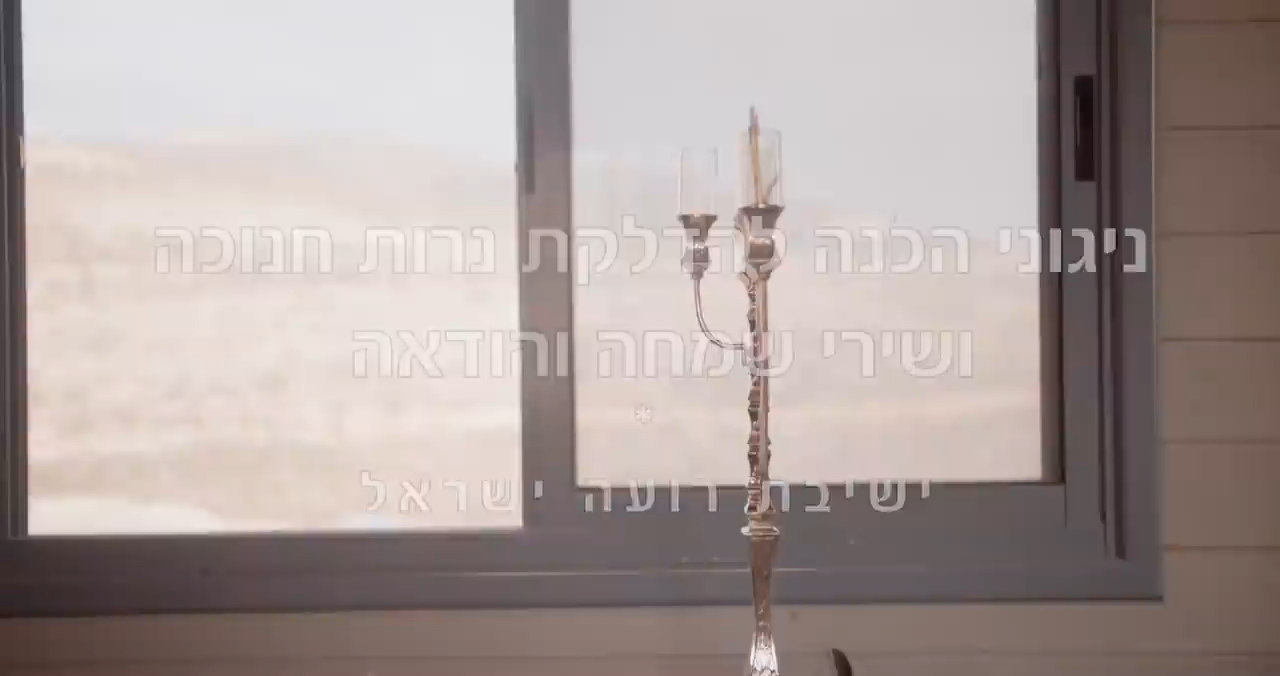 ניגוני הכנה להדלקת נרות חנוכה
ושירי שמחה והודאה
*
ישיבת רועה ישראל